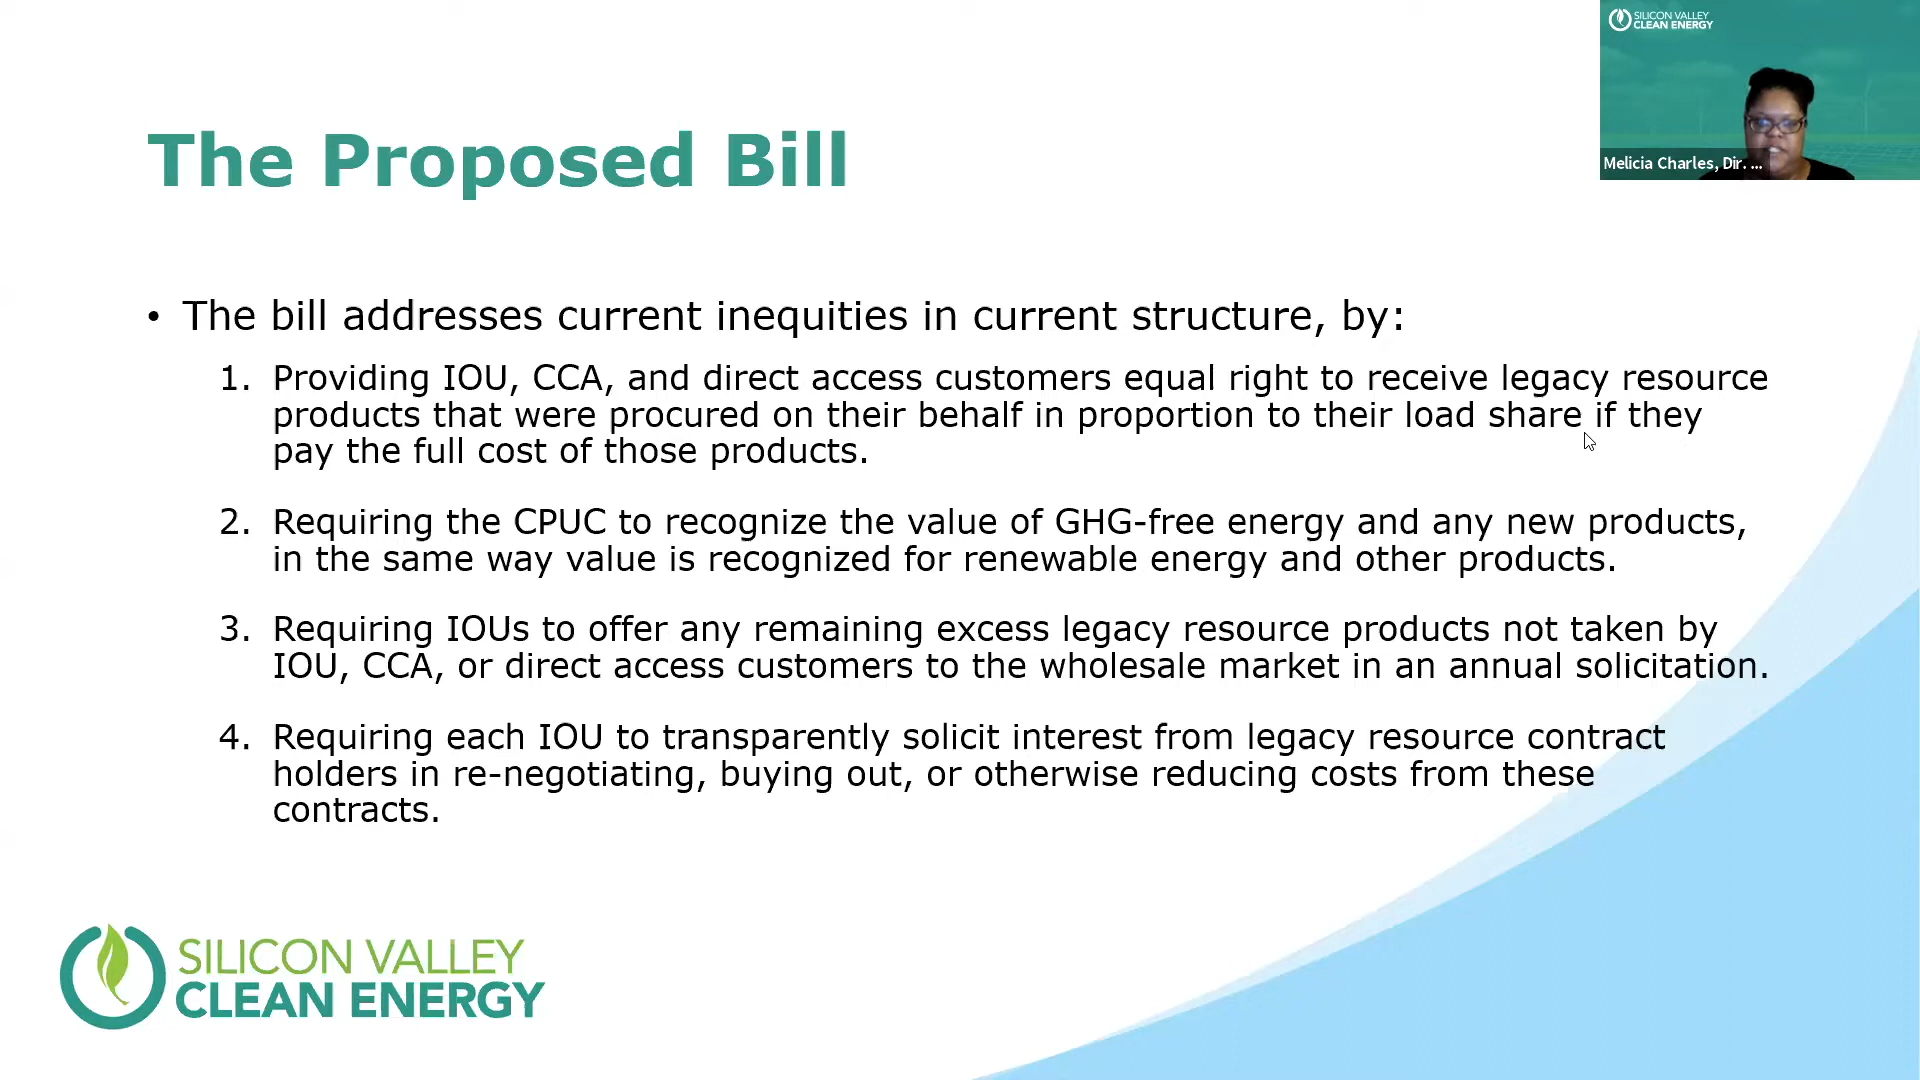 SILICON VALLEY
CLEAN ENERGY
Melicia Charles, Dir. ...
The Proposed Bill
• The bill addresses current inequities in current structure, by:
1. Providing IOU, CCA, and direct access customers equal right to receive legacy resource
products that were procured on their behalf in proportion to their load share if they
pay the full cost of those products.
2. Requiring the CPUC to recognize the value of GHG-free energy and any new products,
in the same way value is recognized for renewable energy and other products.
3. Requiring IOUs to offer any remaining excess legacy resource products not taken by
IOU, CCA, or direct access customers to the wholesale market in an annual solicitation.
4. Requiring each IOU to transparently solicit interest from legacy resource contract
holders in re-negotiating, buying out, or otherwise reducing costs from these
contracts.
SILICON VALLEY
CLEAN ENERGY